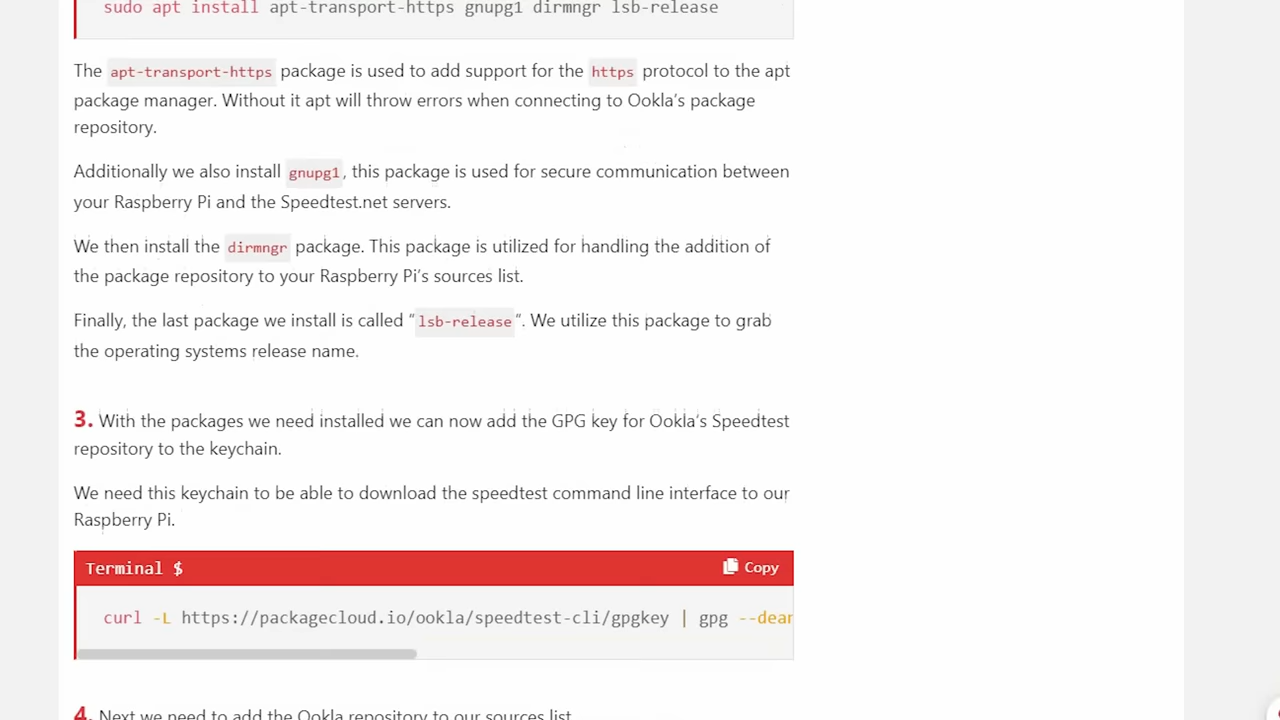 sudo apt install apt-transport-https gnupg1 dirmngr lsb-release
The apt-transport-https package is used to add support for the https protocol to the apt
package manager. Without it apt will throw errors when connecting to Ookla’s package
repository.
Additionally we also install gnupg1, this package is used for secure communication between
your Raspberry Pi and the Speedtest.net servers.
We then install the dirmngr package. This package is utilized for handling the addition of
the package repository to your Raspberry Pi’s sources list.
Finally, the last package we install is called “lsb-release“. We utilize this package to grab
the operating systems release name.
3. With the packages we need installed we can now add the GPG key for Ookla’s Speedtest
repository to the keychain.
We need this keychain to be able to download the speedtest command line interface to our
Raspberry Pi.
Terminal $ Copy
curl -L https://packagecloud.io/ookla/speedtest-cli/gpgkey | gpg --dear
4. Next we need to add the Ookla repository to our sources list.